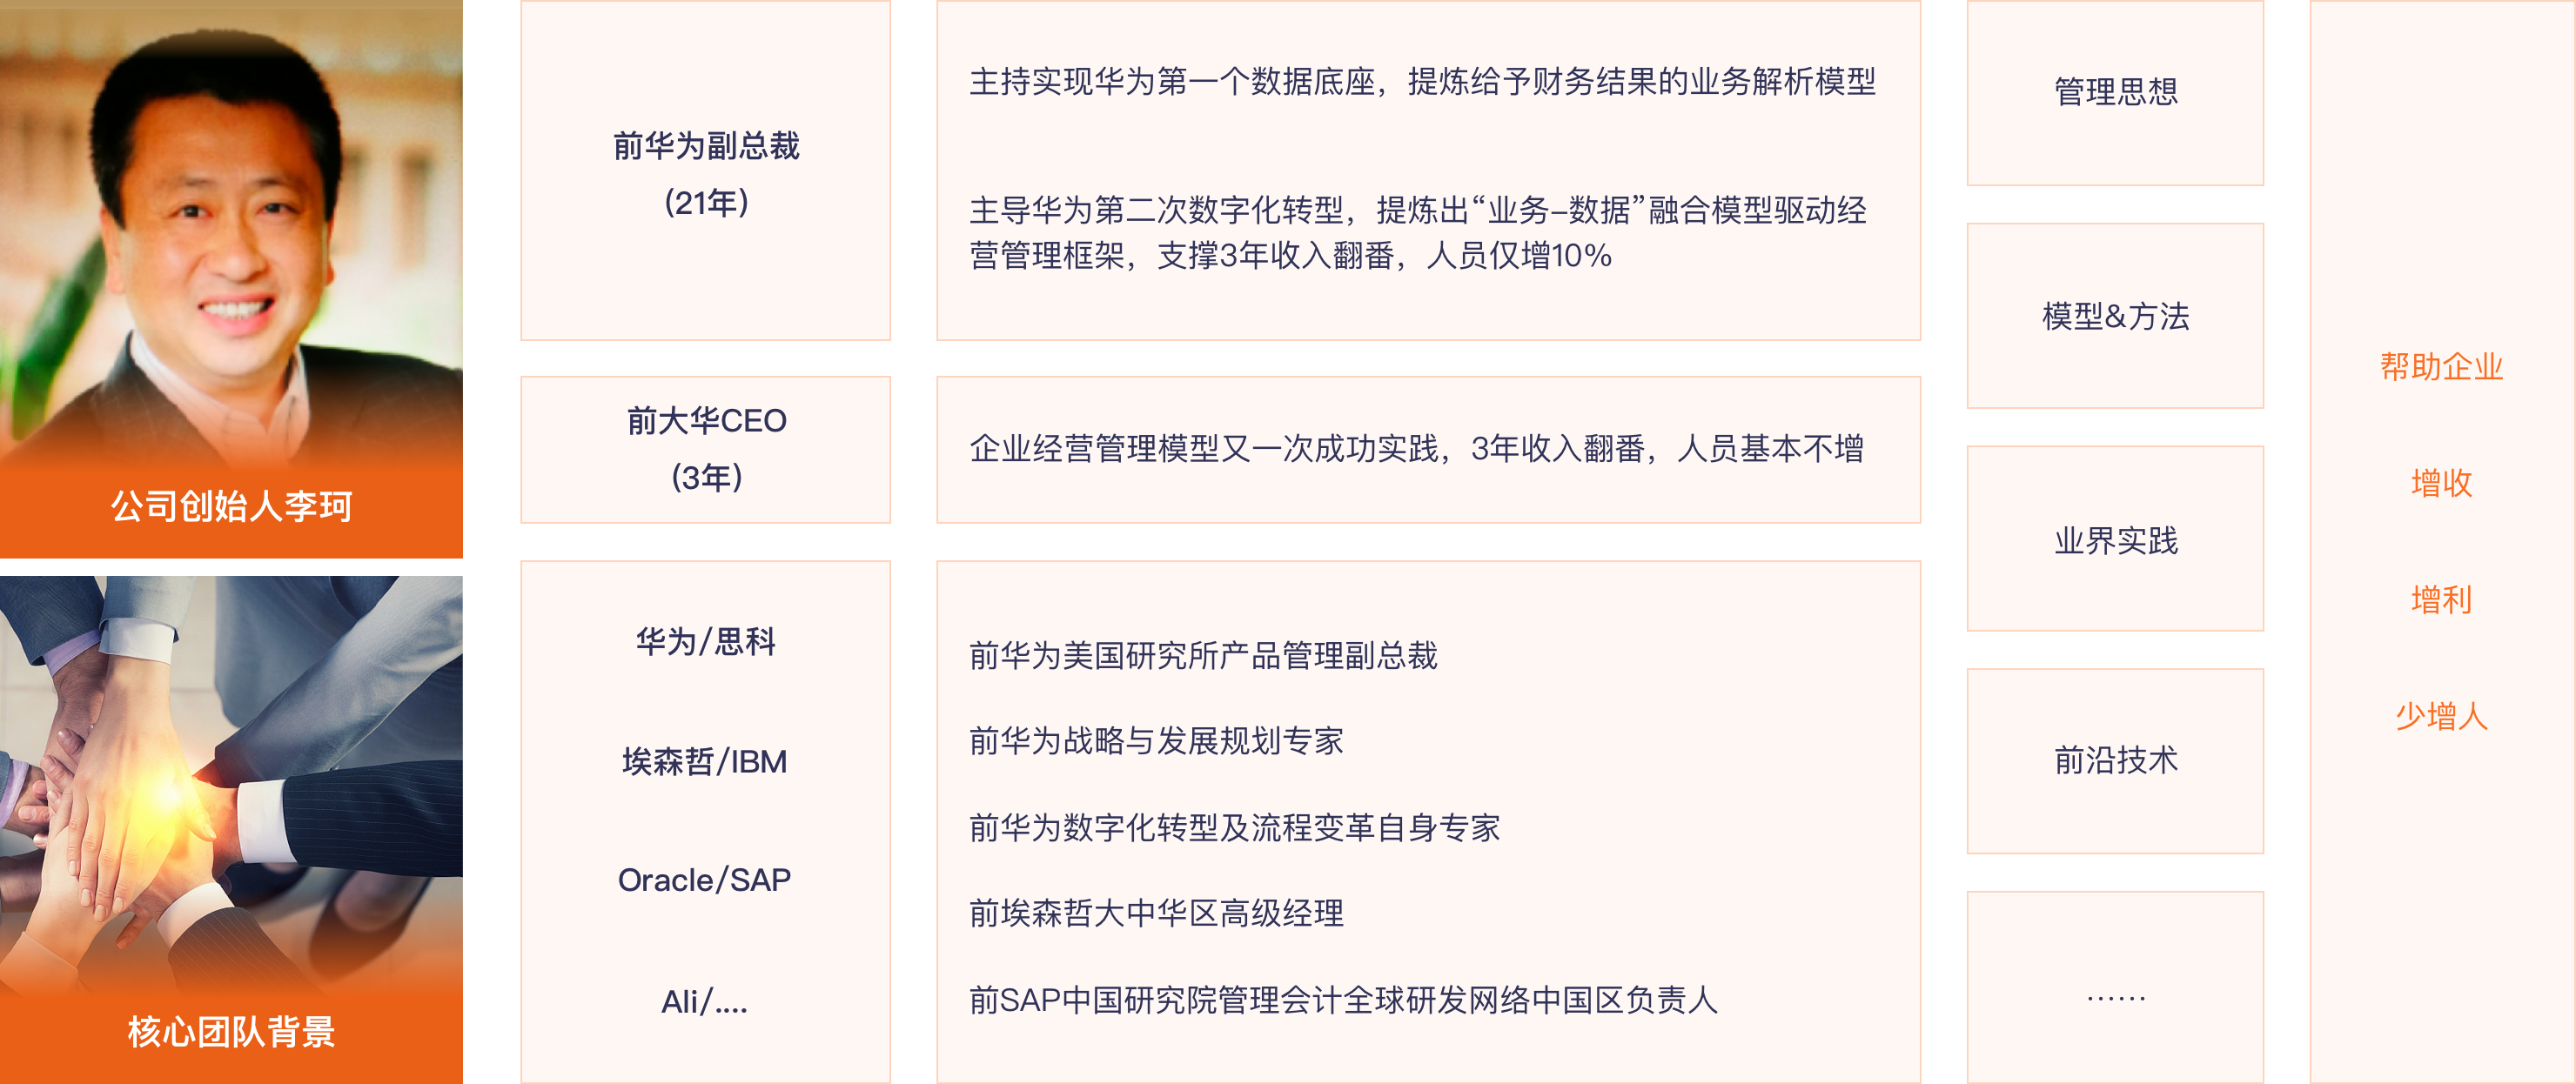 公司创始人李珂
前华为副总裁
(21年)
主持实现华为第一个数据底座，提炼给予财务结果的业务解析模型
主导华为第二次数字化转型，提炼出“业务–数据”融合模型驱动经
营管理框架，支撑3年收入翻番，人员仅增10%
前大华CEO
(3年)
企业经营管理模型又一次成功实践，3年收入翻番，人员基本不增
核心团队背景
华为/思科
埃森哲/IBM
Oracle/SAP
Ali/....
前华为美国研究所产品管理副总裁
前华为战略与发展规划专家
前华为数字化转型及流程变革自身专家
前埃森哲大中华区高级经理
前SAP中国研究院管理会计全球研发网络中国区负责人
管理思想
模型&方法
业界实践
前沿技术
……
帮助企业
增收
增利
少增人